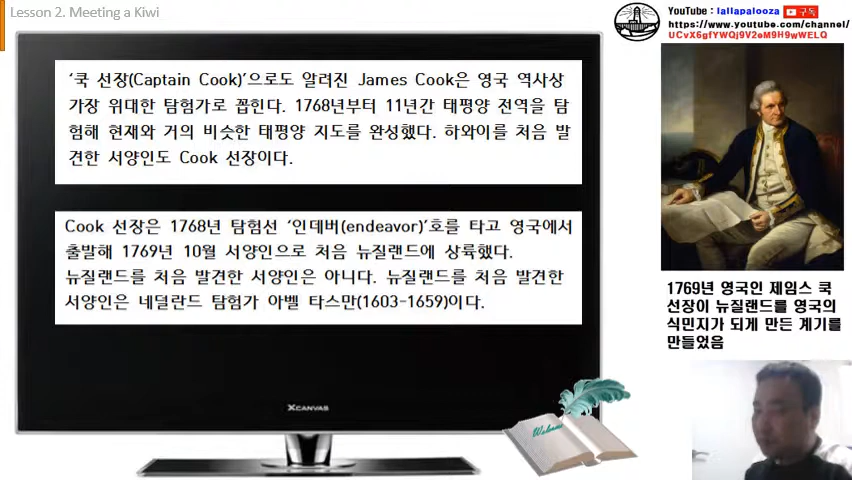 Lesson 2. Meeting a Kiwi
YouTube : lallapalooza 구독
https://www.youtube.com/channel/
UCvX6gfYWQj9V2eM9H9wWELQ
‘쿡 선장(Captain Cook)’으로도 알려진 James Cook은 영국 역사상
가장 위대한 탐험가로 꼽힌다. 1768년부터 11년간 태평양 전역을 탐
험해 현재와 거의 비슷한 태평양 지도를 완성했다. 하와이를 처음 발
견한 서양인도 Cook 선장이다.
Cook 선장은 1768년 탐험선 ‘인데버(endeavor)’호를 타고 영국에서
출발해 1769년 10월 서양인으로 처음 뉴질랜드에 상륙했다.
뉴질랜드를 처음 발견한 서양인은 아니다. 뉴질랜드를 처음 발견한
서양인은 네덜란드 탐험가 아벨 타스만(1603-1659)이다.
1769년 영국인 제임스 쿡
선장이 뉴질랜드를 영국의
식민지가 되게 만든 계기를
만들었음
XCANVAS
Welcome